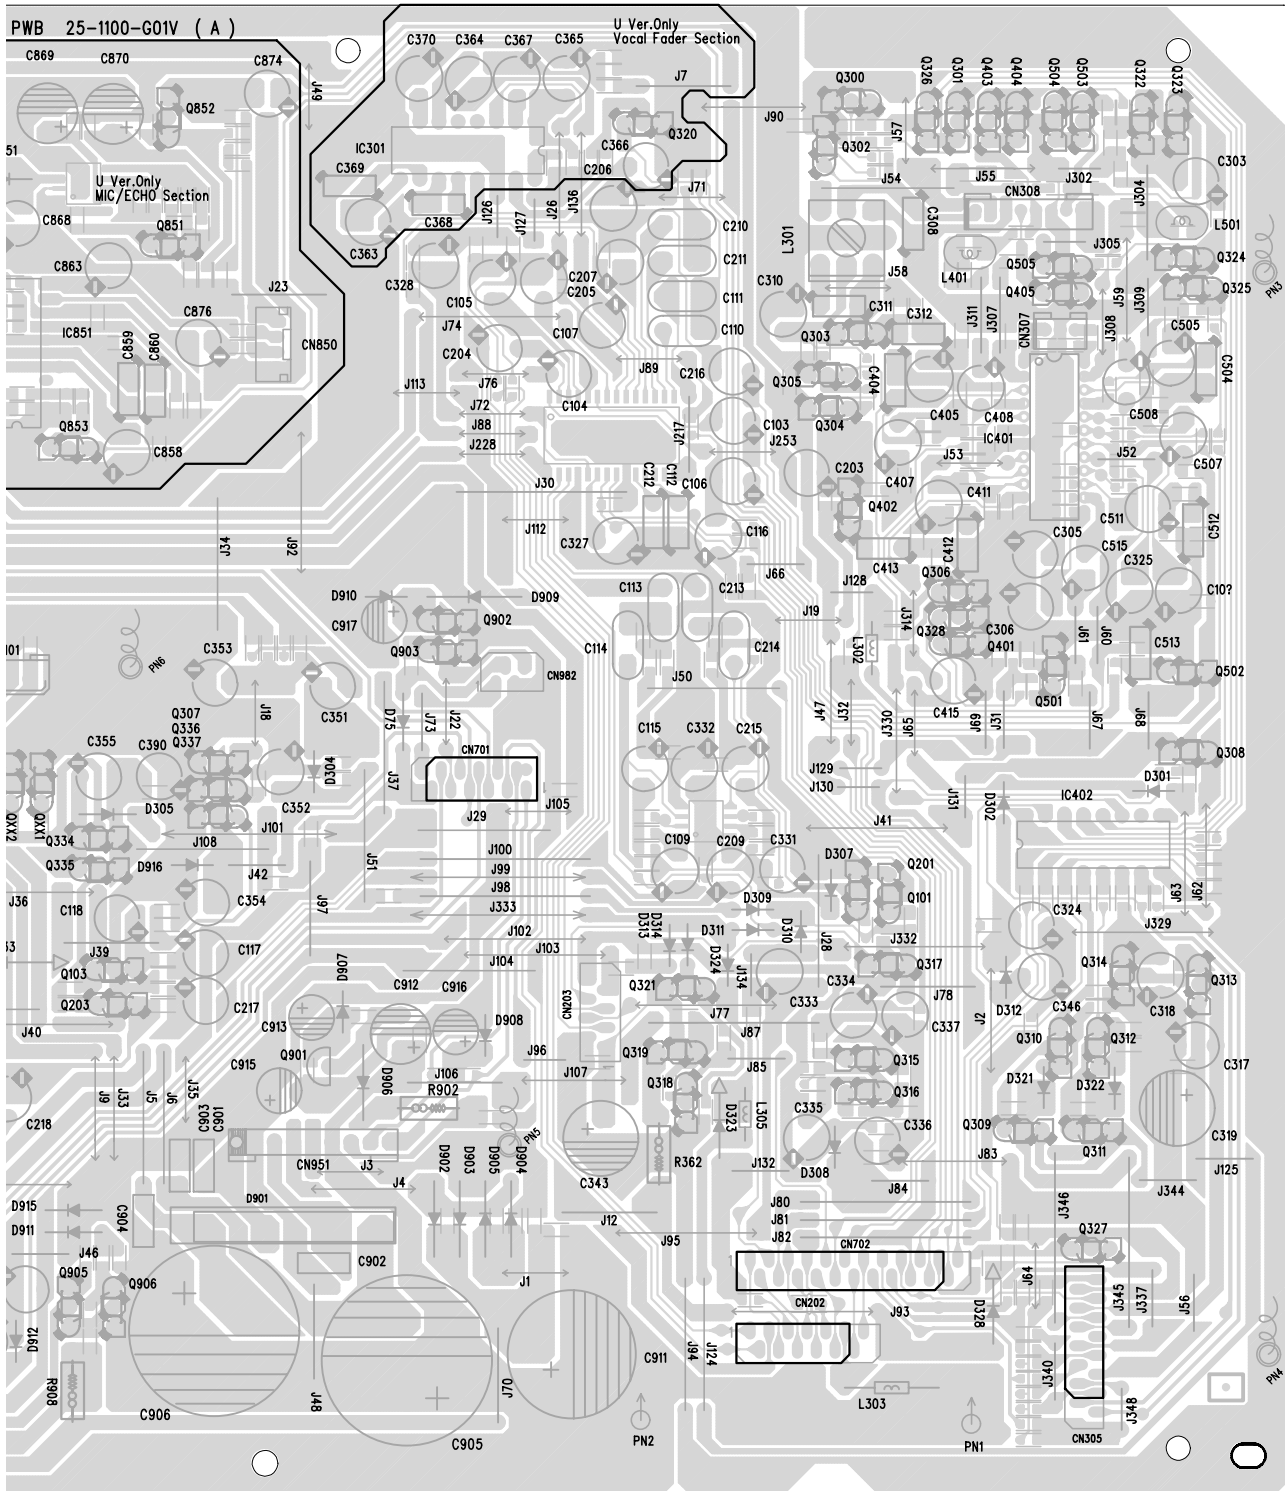 PWB 25-1100-G01V ( A )
U Ver.Only
Vocal Fader Section
C869 C870 C874 J49 Q852
C370 C364 C367 C365 J7
Q300 Q326 Q301 Q403 Q404 Q504 Q503 Q322 Q323
J90 J57
IC301 C366 Q320 Q302
51
C369 C206 J71 J54 J55 J302 C303
U Ver.Only
MIC/ECHO Section
CN308 J304
C868 Q851 C368 J126 J127 J26 J136 C210 L301 C308 L501
C863 C363 C211 J305 Q324
C328 C207 C205 C310 J58 L401 Q505 Q405 J59 J309 Q325 PN3
J23 C105 C111 C311 C312 J311 J307 CN307 J308
C876 J74 C107 C110 Q303 C505
IC851 C859 C860 CN850 C204
J89 C216 Q305 C404 C504
J113 J76 C405 C408 C508
J72 C104 J217 C103 Q304
Q853 J88 J253 IC401
C858 J228 C203 J53 J52 C507
J30 C212 C112 C106 C407 C411
J112 Q402 C511 C512
J34 J92 C327 C116 C412 C305 C515
C413 C325
J66 Q306
D910 D909 C113 C213 J128 C10?
C917 Q902 J19 J314 Q328 C306 J61 J60
101 PN6 C353 Q903 C114 C214 L302 Q401 C513
CN982 J50 Q502
Q307 J18 C351 D75 J73 J22 J47 J32 J330 J65 C415 J69 J31 Q501 J67 J68
Q336
Q337
C355 C390 CN701 C115 C332 C215 Q308
D304 J37 J129 D301
D305 C352 J105 J130 J131 D302 IC402
QXX2 QXX1 Q334 J101 J29 J41
J108 J100 C109 C209 C331 D307 Q201
Q335 D916 J42 J51 J99 J63 J62
J36 C354 J97 J98 D309 Q101
C118 J333 D313 D314 D311 D310 J28 C324 J329
J39 C117 J102 J332
J103 D324 J134
Q103 D907 J104 Q321 C334 Q317 Q314 Q313
Q203 C217 C912 C916 CN203 C333 J78 D312 C346 C318
J40 C913 D908 J77 C337 J2
Q901 J96 Q319 J87 Q310 Q312
C915 J85 Q315 C317
J9 J33 J5 J6 J35 D906 J106 J107 Q318 D321 D322
C218 C903 L901 R902 D323 L305 Q316
PN5 C335 C336 Q309 C319
CN951 J3 D902 D903 D905 D904 R362 J132 D308 J83 Q311 J125
C343
D915 C904 D901 J4 J84 J344
D911 J12 J80 J346
J81
J46 C902 J95 J82 Q327
CN702
Q905 Q906 J1 J64
CN202 J93 D328 J345 J337 J56
D912 J94 J124
C911 J340 PN4
R908 J48 J70 L303 J348
C906 C905 PN2 PN1 CN305